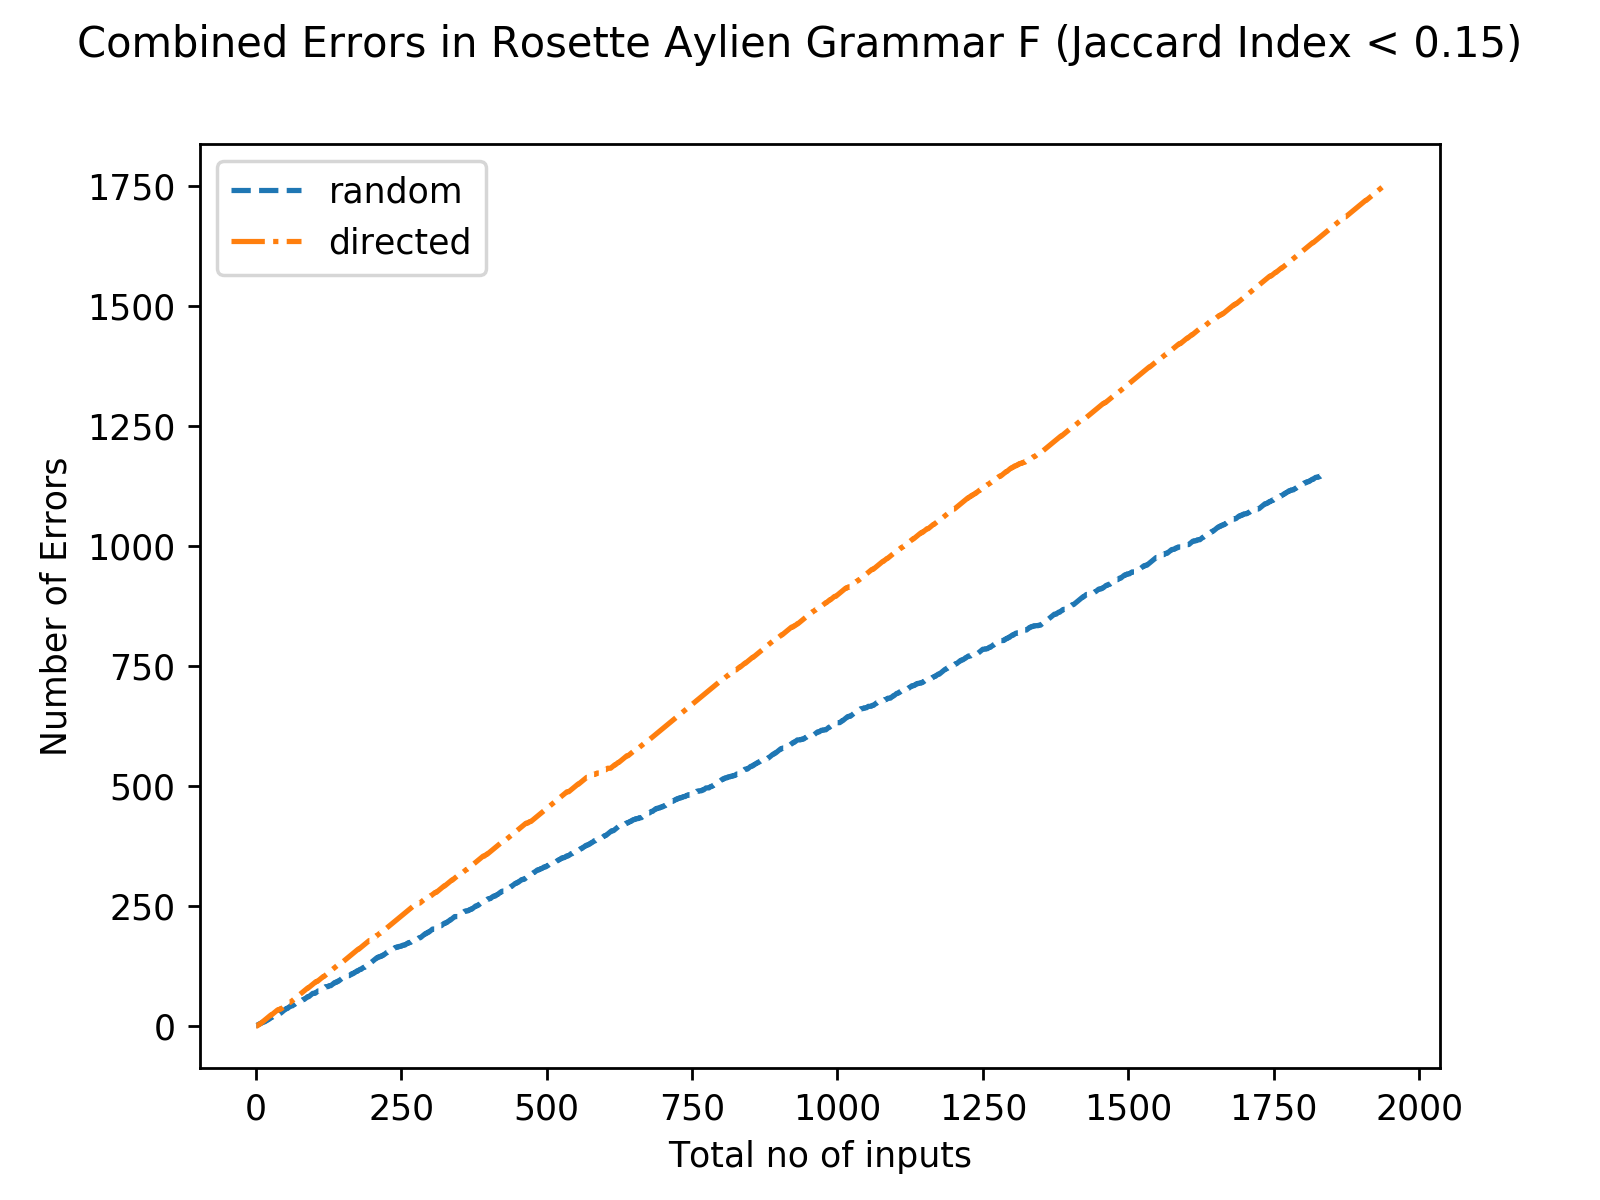 Combined Errors in Rosette Aylien Grammar F (Jaccard Index < 0.15)
random
directed
Number of Errors
1750
1500
1250
1000
750
500
250
0
0 250 500 750 1000 1250 1500 1750 2000
Total no of inputs